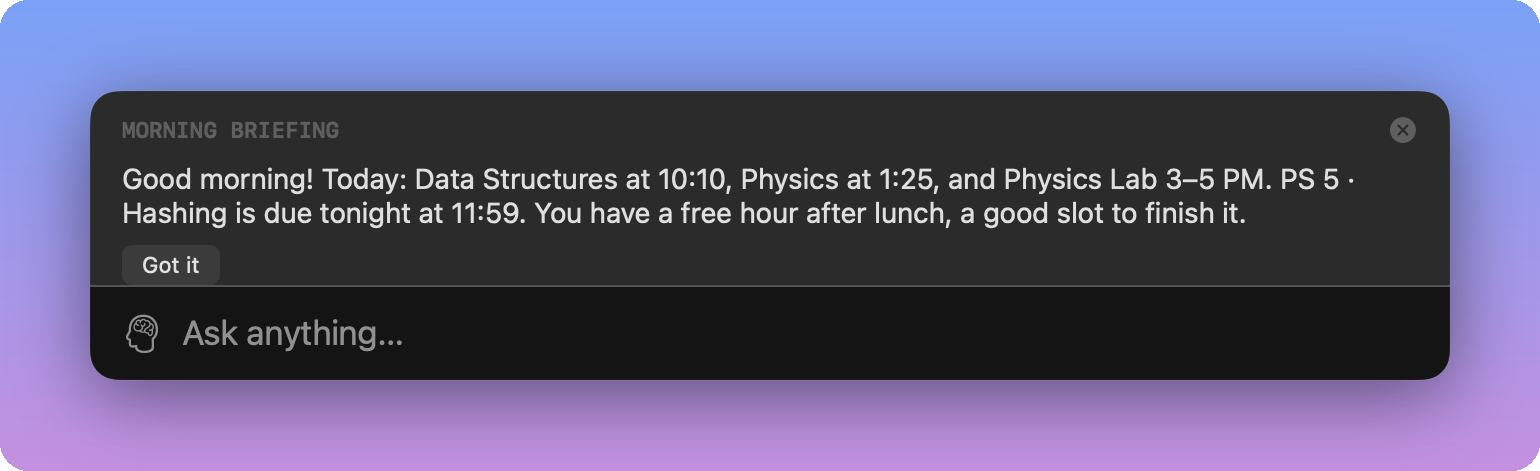 MORNING BRIEFING
Good morning! Today: Data Structures at 10:10, Physics at 1:25, and Physics Lab 3–5 PM. PS 5 ·
Hashing is due tonight at 11:59. You have a free hour after lunch, a good slot to finish it.
Got it
Ask anything...